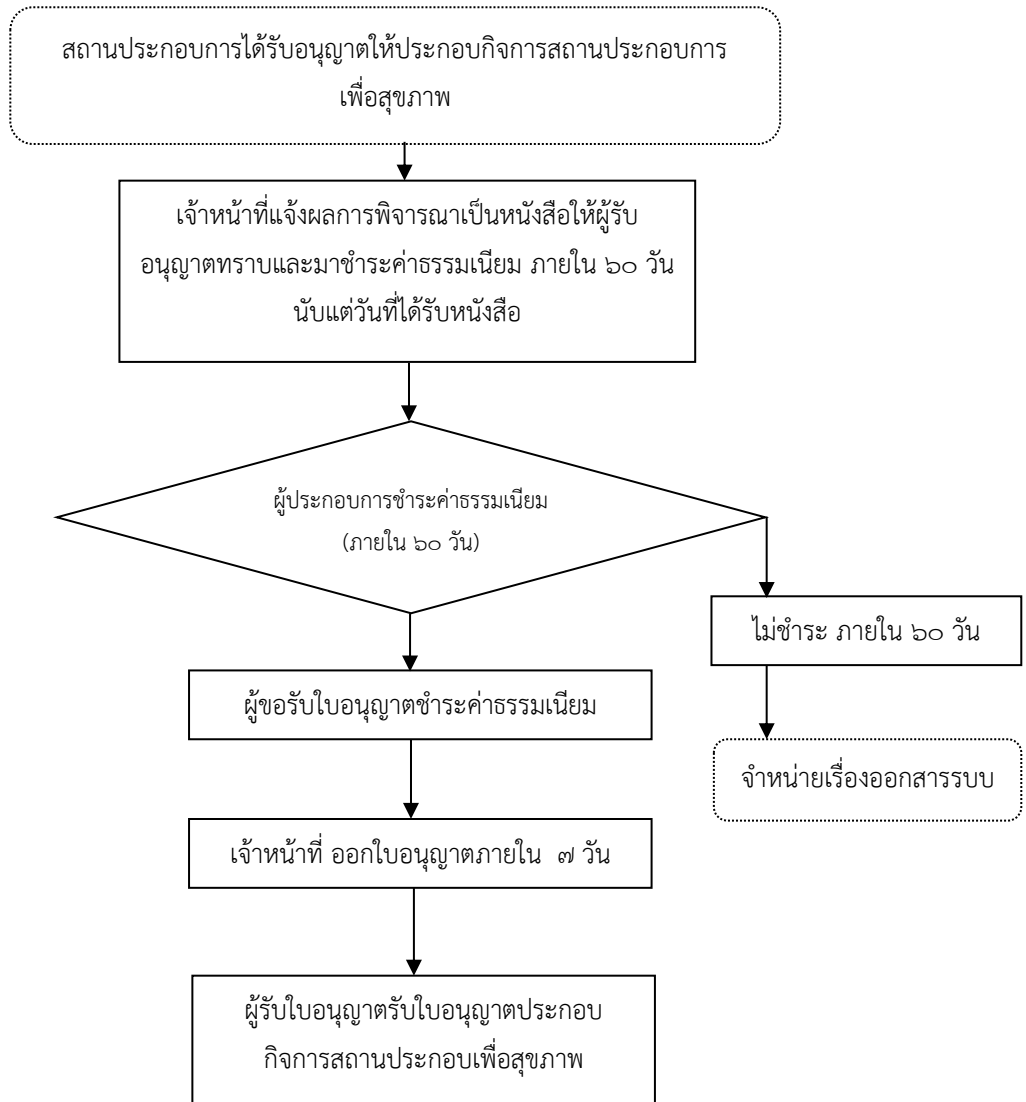 สถานประกอบการได้รับอนุญาตให้ประกอบกิจการสถานประกอบการ
เพื่อสุขภาพ
เจ้าหน้าที่แจ้งผลการพิจารณาเป็นหนังสือให้ผู้รับ
อนุญาตทราบและมาชำระค่าธรรมเนียม ภายใน ๖๐ วัน
นับแต่วันที่ได้รับหนังสือ
ผู้ประกอบการชำระค่าธรรมเนียม
(ภายใน ๖๐ วัน)
ไม่ชำระ ภายใน ๖๐ วัน
ผู้ขอรับใบอนุญาตชำระค่าธรรมเนียม
จำหน่ายเรื่องออกสารรบบ
เจ้าหน้าที่ ออกใบอนุญาตภายใน ๗ วัน
ผู้รับใบอนุญาตรับใบอนุญาตประกอบ
กิจการสถานประกอบเพื่อสุขภาพ